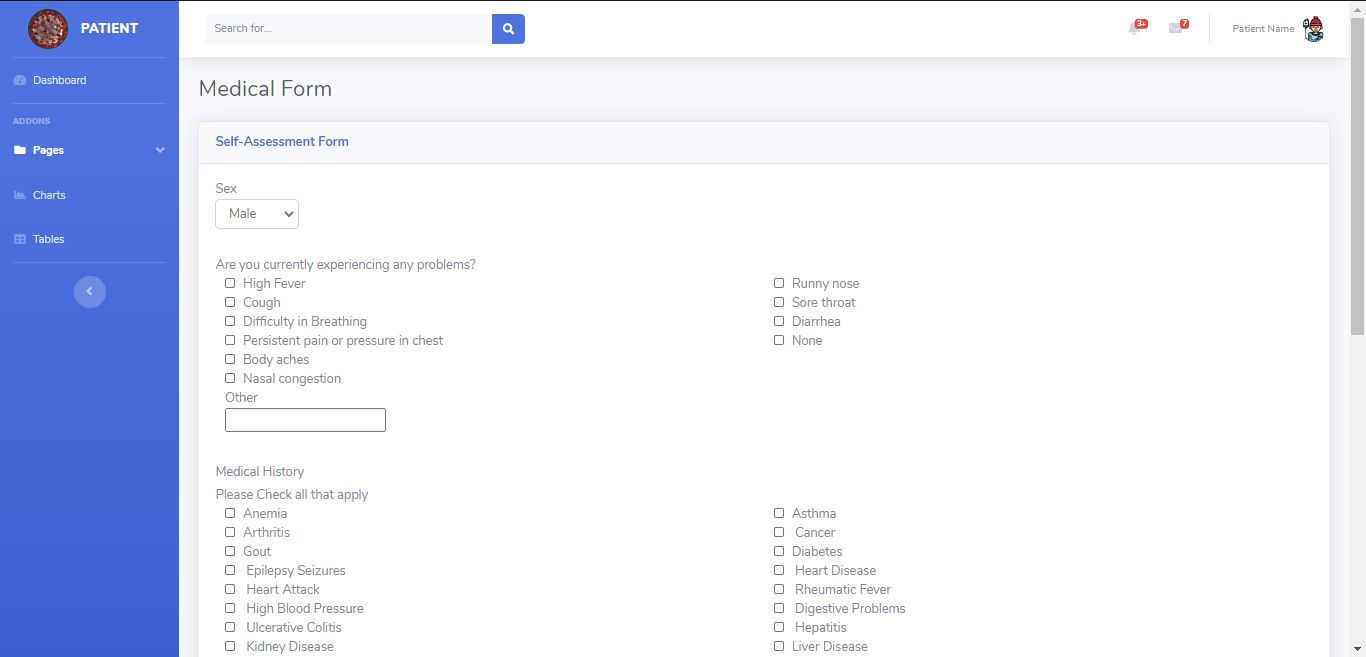 PATIENT
Dashboard
ADDONS
Pages
Charts
Tables
Search for...
3+
7
Patient Name
Medical Form
Self-Assessment Form
Sex
Male
Are you currently experiencing any problems?
High Fever
Cough
Difficulty in Breathing
Persistent pain or pressure in chest
Body aches
Nasal congestion
Other
Runny nose
Sore throat
Diarrhea
None
Medical History
Please Check all that apply
Anemia
Arthritis
Gout
Epilepsy Seizures
Heart Attack
High Blood Pressure
Ulcerative Colitis
Kidney Disease
Asthma
Cancer
Diabetes
Heart Disease
Rheumatic Fever
Digestive Problems
Hepatitis
Liver Disease